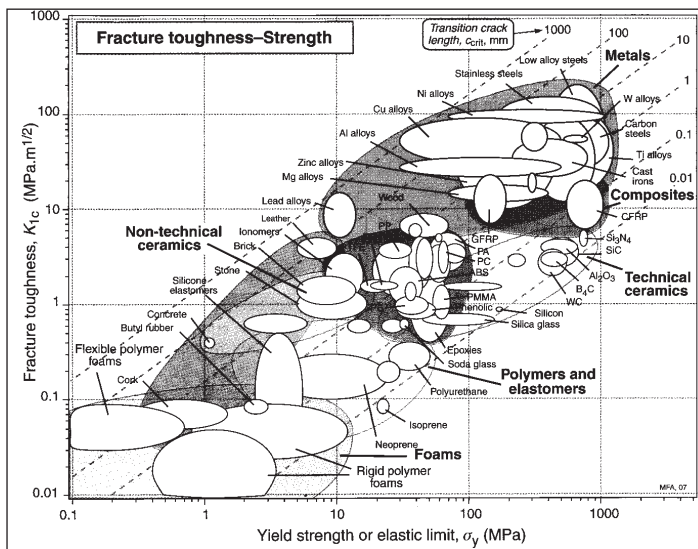 Fracture toughness–Strength
Transition crack
length, c_crit, mm
1000
100
10
1
0.1
0.01
Metals
Low alloy steels
Stainless steels
Ni alloys
Cu alloys
W alloys
Carbon
steels
Al alloys
Ti alloys
Zinc alloys
Mg alloys
Cast
irons
Composites
CFRP
Lead alloys
Wood
Leather
Ionomers
Non-technical
ceramics
Brick
Stone
Silicone
elastomers
Concrete
Butyl rubber
PP
GFRP
PA
PC
ABS
PMMA
Phenolic
Si3N4
SiC
Al2O3
B4C
WC
Technical
ceramics
Silicon
Silica glass
Epoxies
Soda glass
Polymers and
elastomers
Polyurethane
Isoprene
Neoprene
Flexible polymer
foams
Cork
Foams
Rigid polymer
foams
MFA, 07
Fracture toughness, K1c (MPa.m^1/2)
1000
100
10
1
0.1
0.01
0.1
1
10
100
1000
Yield strength or elastic limit, σy (MPa)